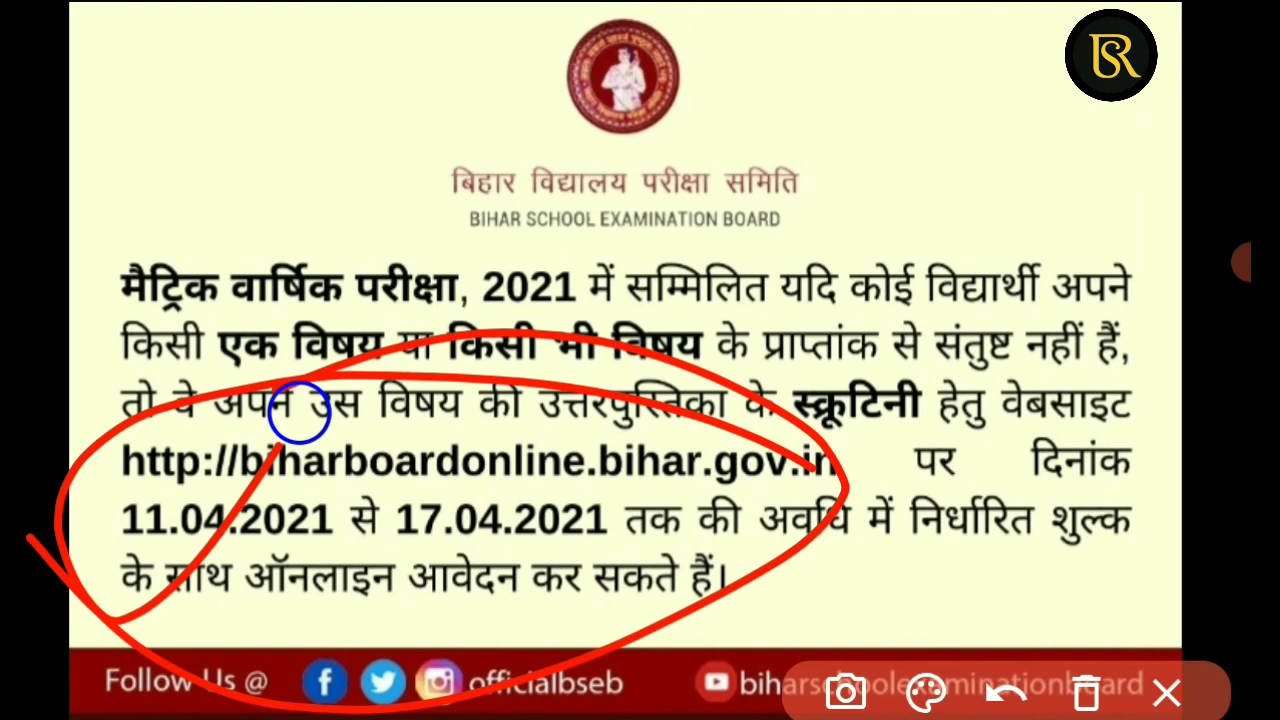 SR
बिहार विद्यालय परीक्षा समिति
BIHAR SCHOOL EXAMINATION BOARD
मैट्रिक वार्षिक परीक्षा, 2021 में सम्मिलित यदि कोई विद्यार्थी अपने
किसी एक विषय या किसी भी विषय के प्राप्तांक से संतुष्ट नहीं हैं,
तो वे अपने उस विषय की उत्तरपुस्तिका के स्क्रूटिनी हेतु वेबसाइट
http://biharboardonline.bihar.gov.in पर दिनांक
11.04.2021 से 17.04.2021 तक की अवधि में निर्धारित शुल्क
के साथ ऑनलाइन आवेदन कर सकते हैं।
Follow Us @ officialbseb biharschoolexaminationboard